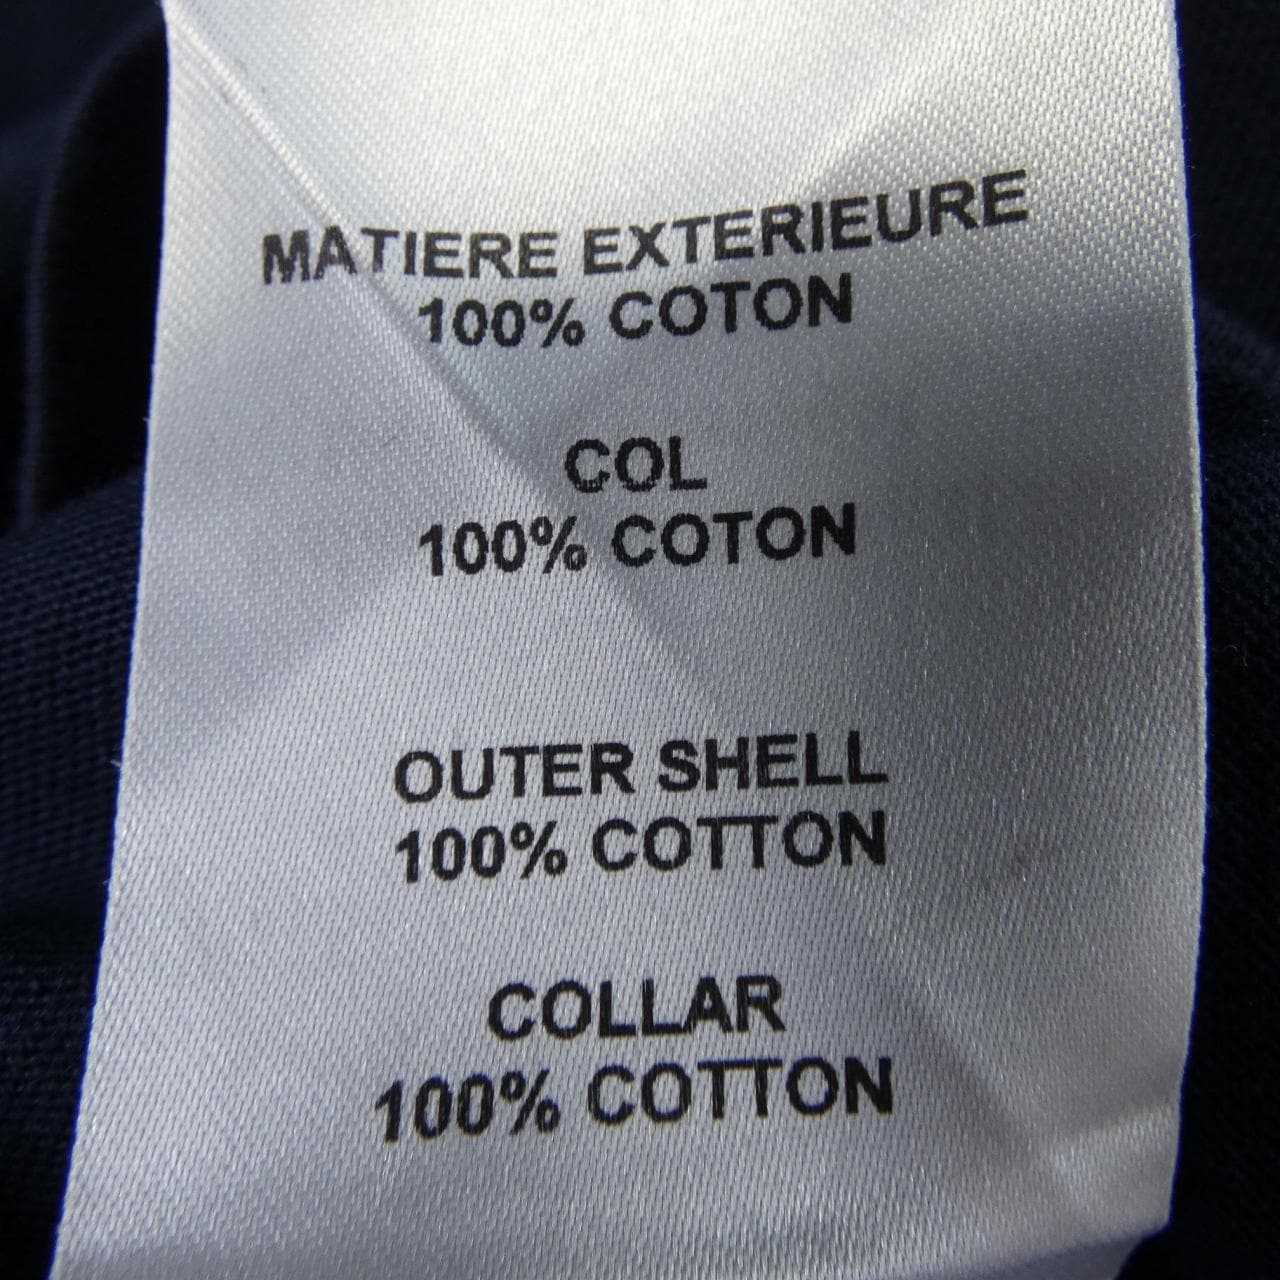 MATIERE EXTERIEURE
100% COTON
COL
100% COTON
OUTER SHELL
100% COTTON
COLLAR
100% COTTON